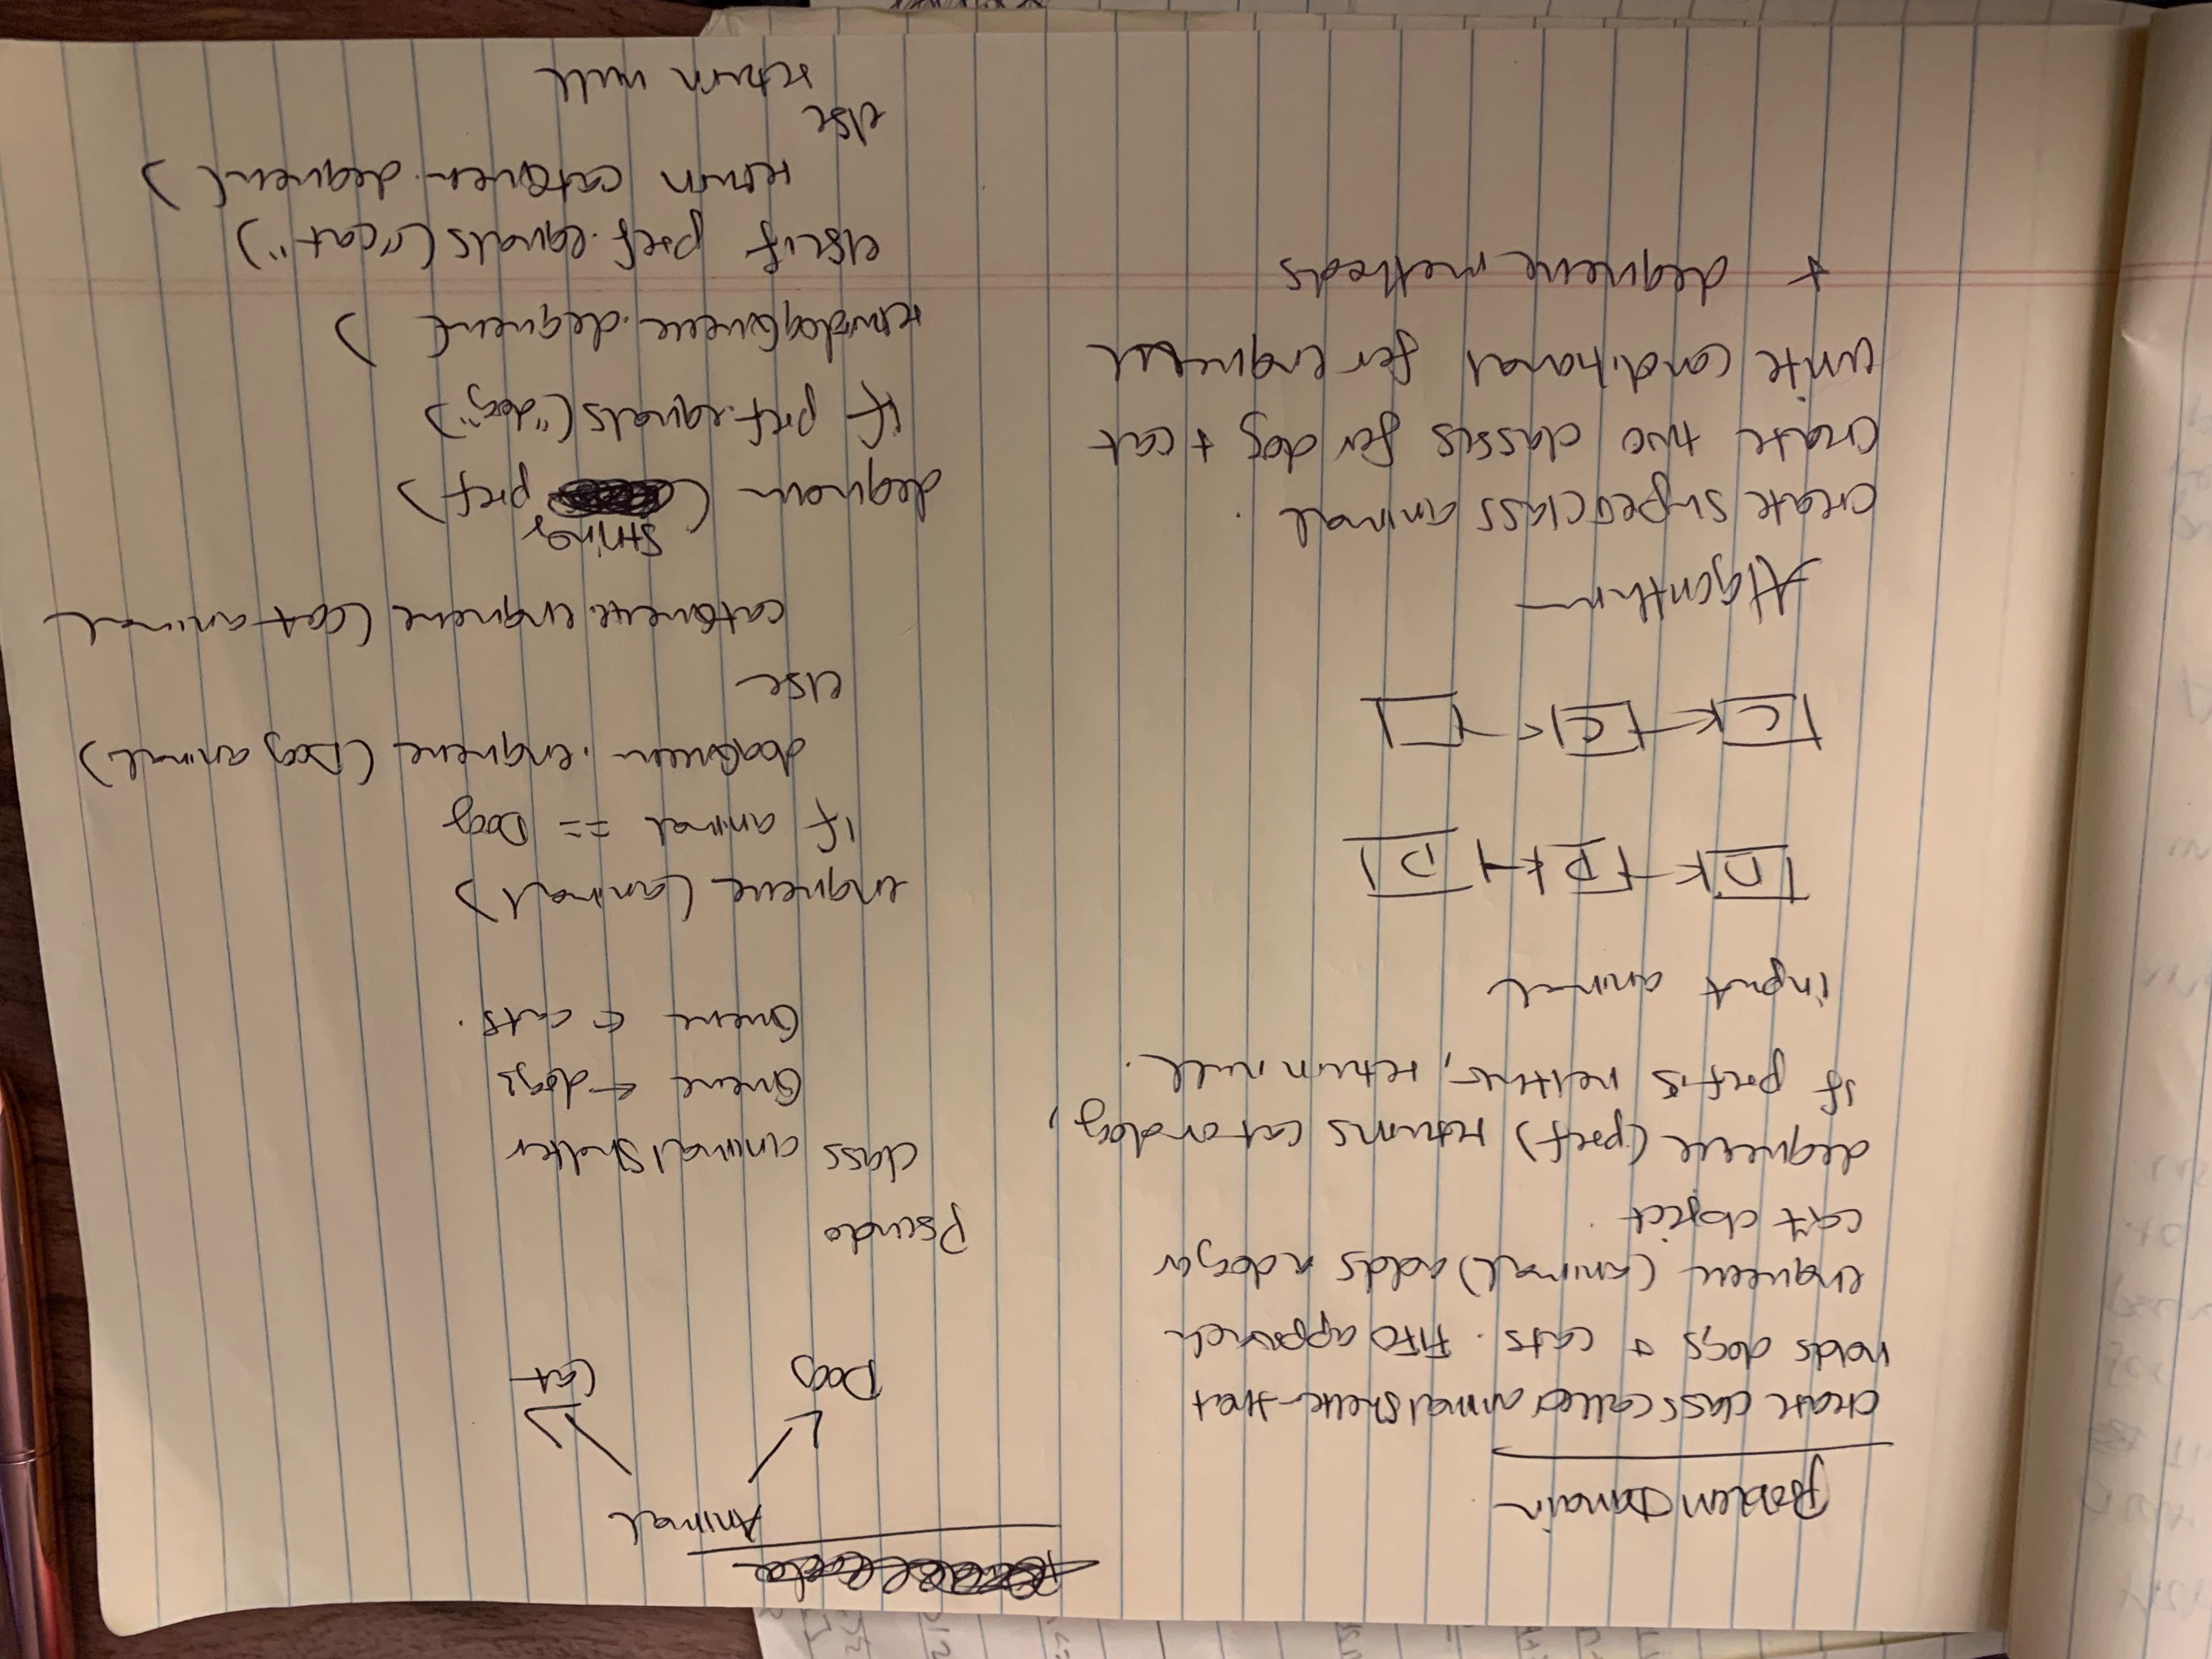 Problem Domain
create class called animalShelter that
holds dogs + cats. FIFO approach
enqueue (animal) adds a dog or
cat object.
dequeue (pref) returns cat or dog,
if pref is neither, return null.
input animal
D D D
C C
Algorithm
create super class animal.
create two classes for dog + cat
write conditional for enqueue
+ dequeue methods
Animal
Dog Cat
Pseudo
class animalShelter
Queue ← dogs
Queue ← cats.
enqueue (animal)
if animal == Dog
dogQueue.enqueue (Dog animal)
else
catQueue.enqueue (Cat animal
string
dequeue ( pref)
if pref.equals("dog")
return dogQueue.dequeue( )
else if pref.equals("cat")
return catQueue.dequeue( )
else
return null